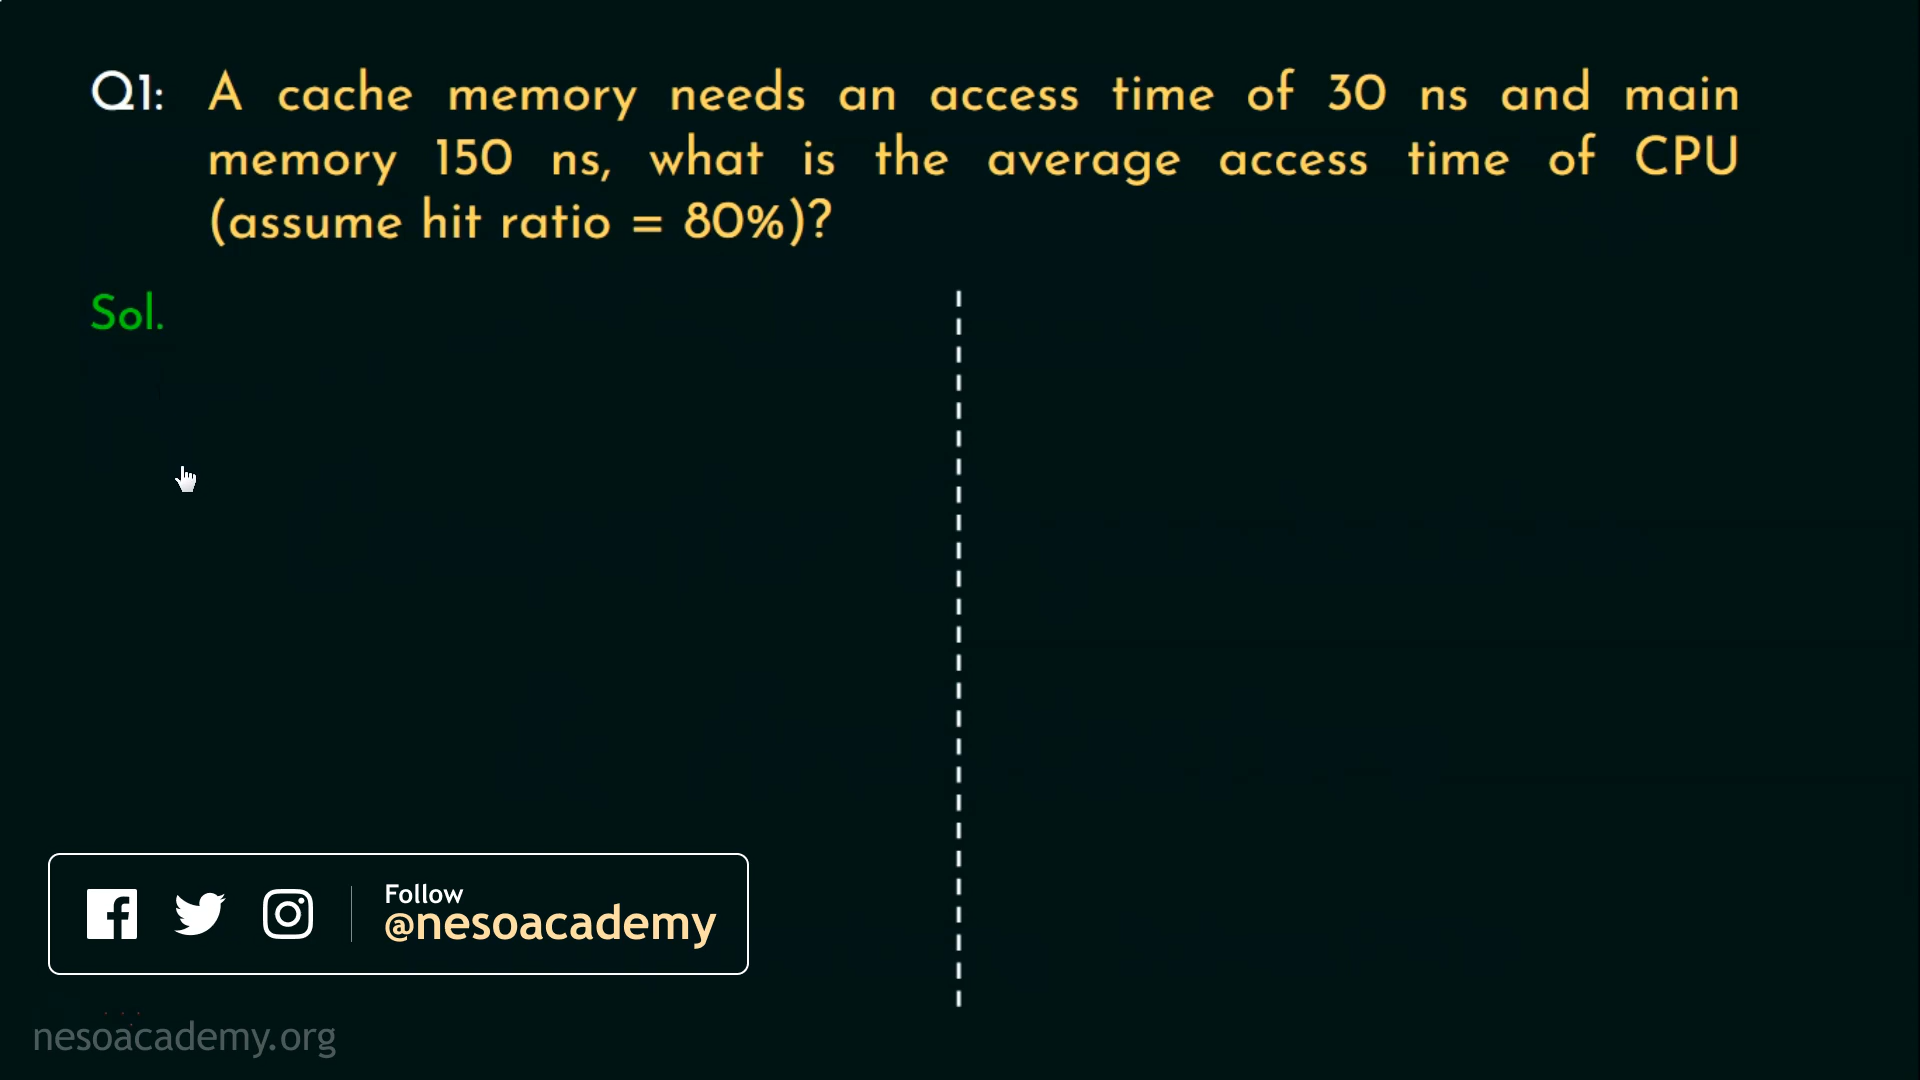 Q1: A cache memory needs an access time of 30 ns and main
memory 150 ns, what is the average access time of CPU
(assume hit ratio = 80%)?
Sol.
Follow
@nesoacademy
nesoacademy.org